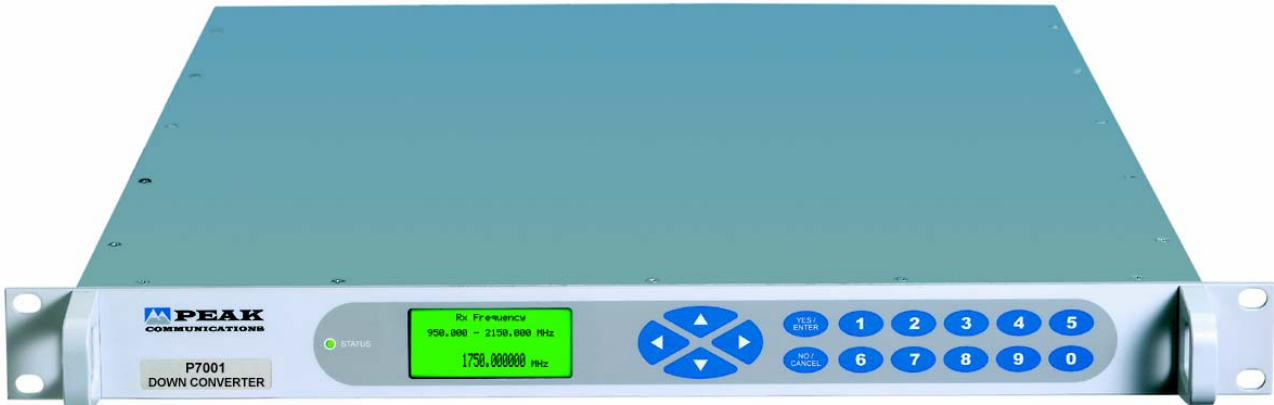 PEAK
COMMUNICATIONS
P7001
DOWN CONVERTER
STATUS
Rx Frequency
950.000 - 2150.000 MHz
1750.000000 MHz
YES / ENTER
1 2 3 4 5
NO / CANCEL
6 7 8 9 0